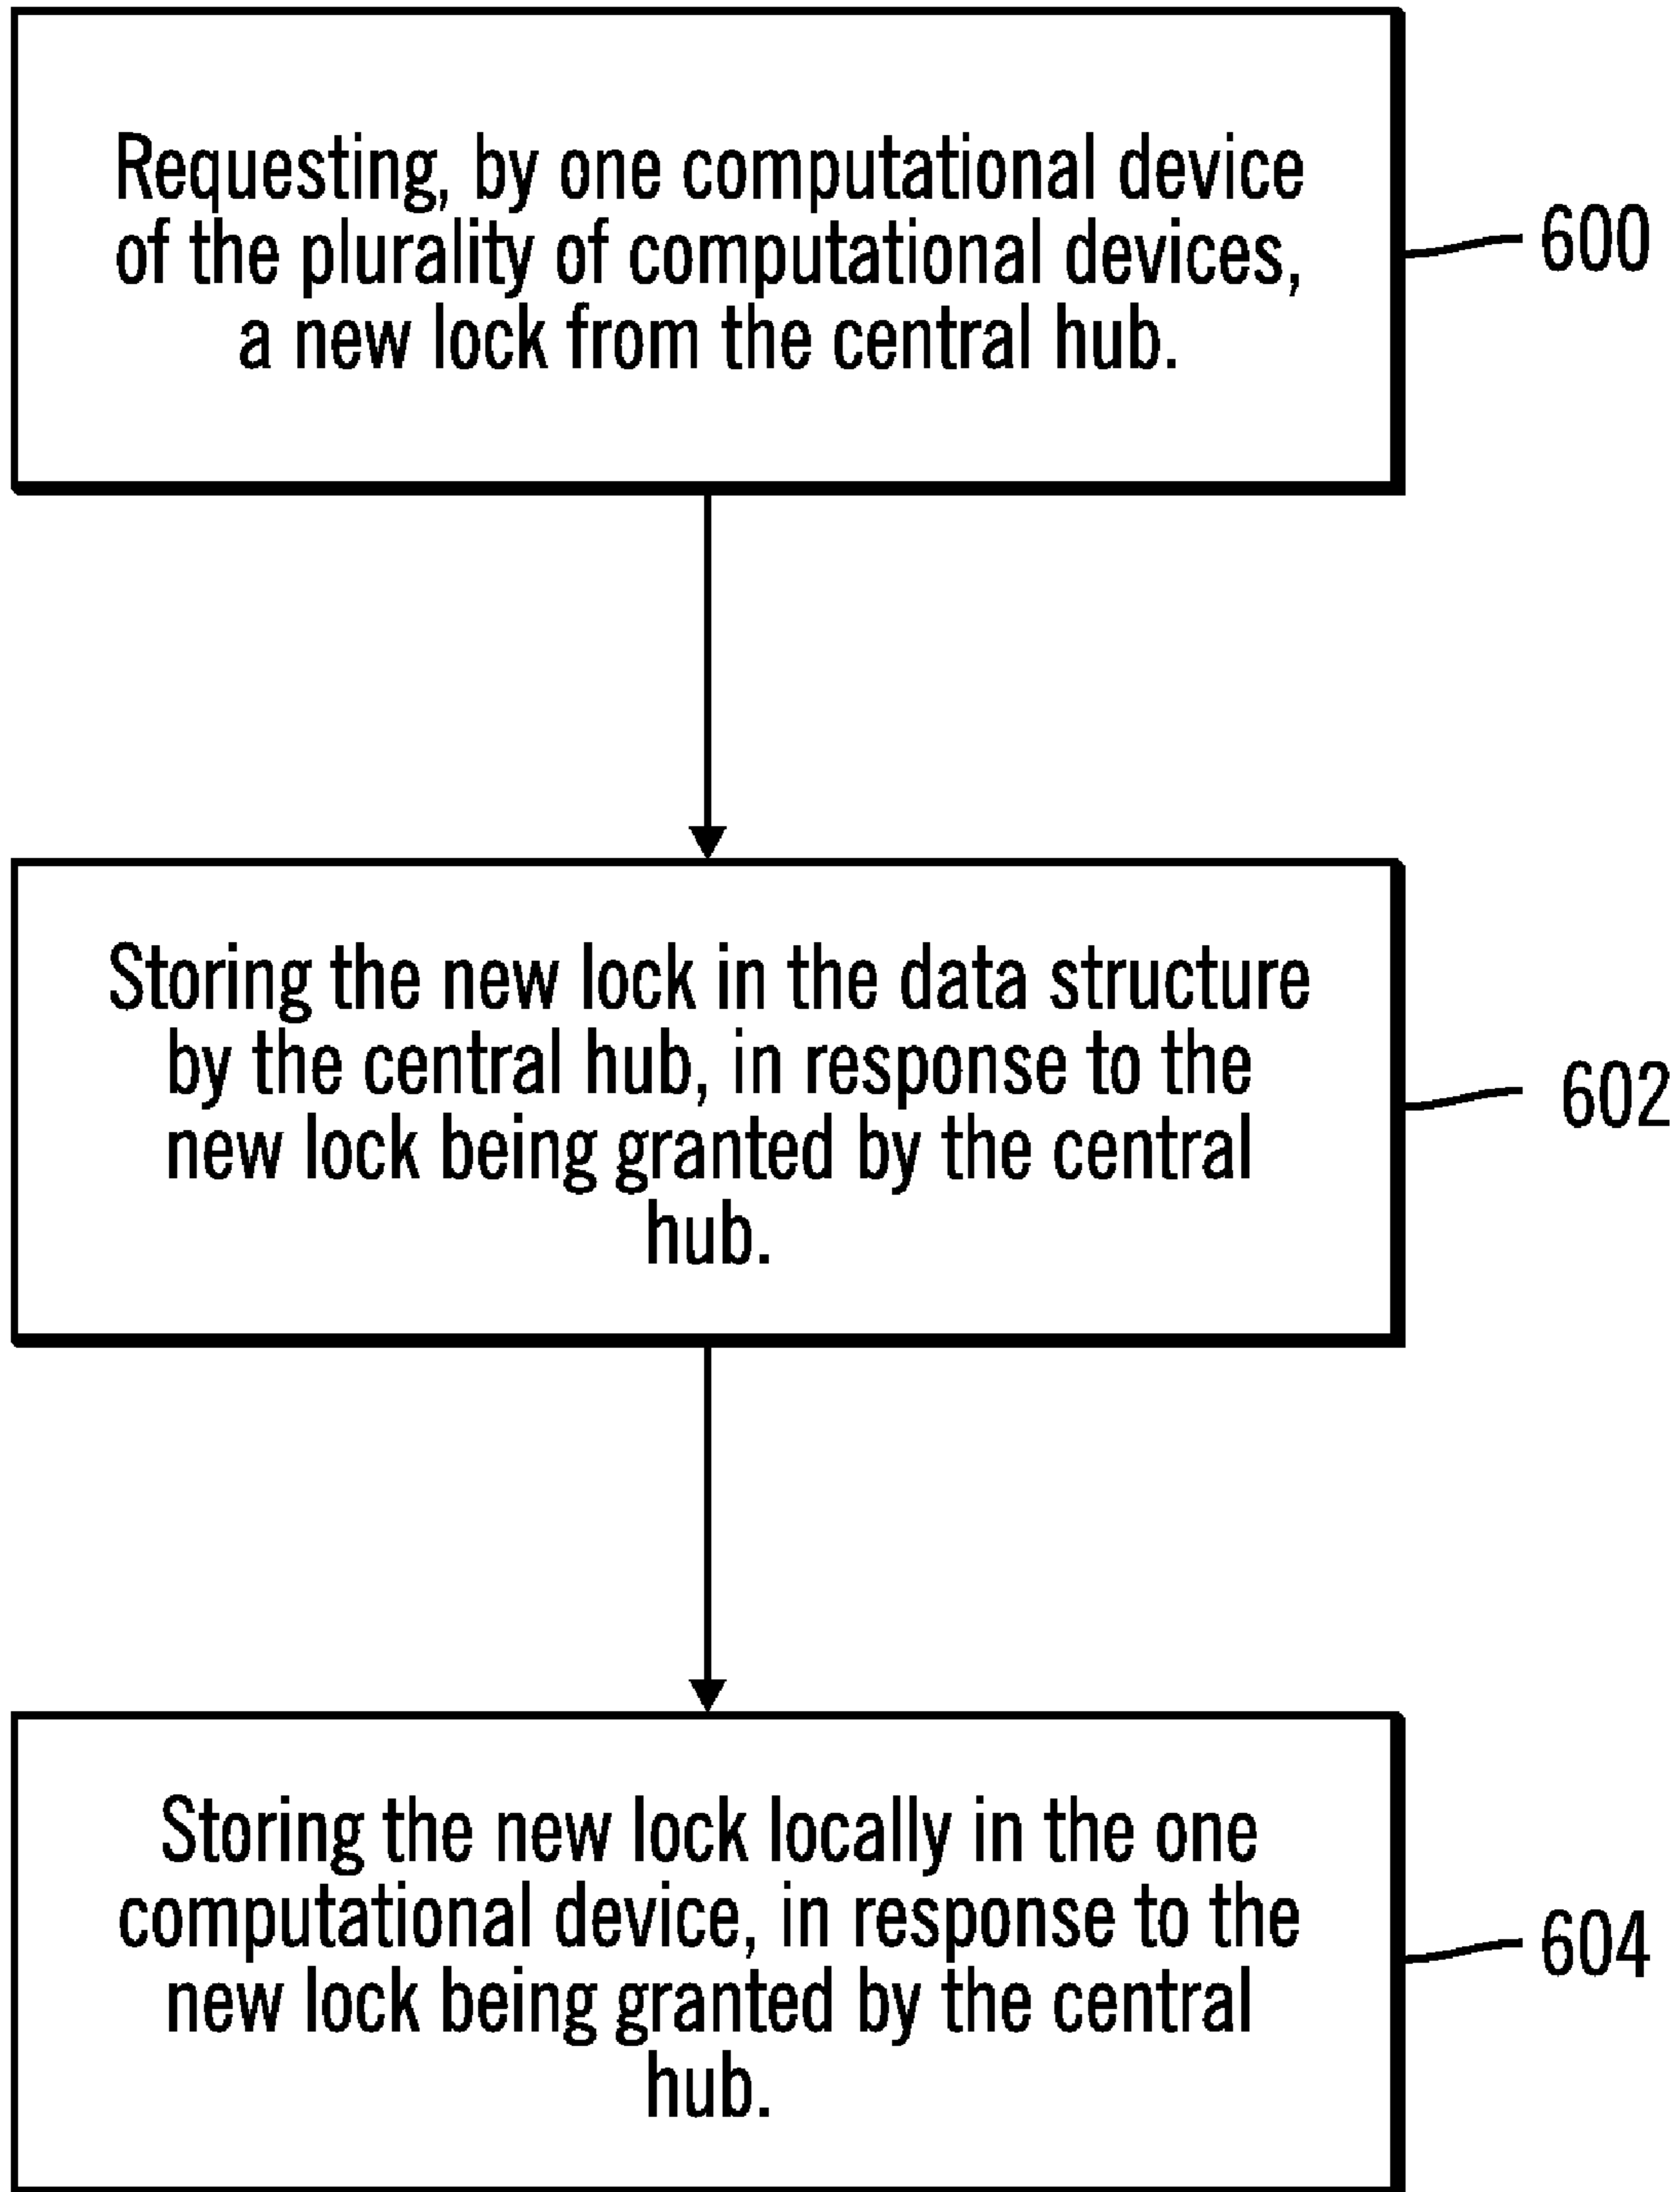 Requesting, by one computational device
of the plurality of computational devices,
a new lock from the central hub.
600
Storing the new lock in the data structure
by the central hub, in response to the
new lock being granted by the central
hub.
602
Storing the new lock locally in the one
computational device, in response to the
new lock being granted by the central
hub.
604